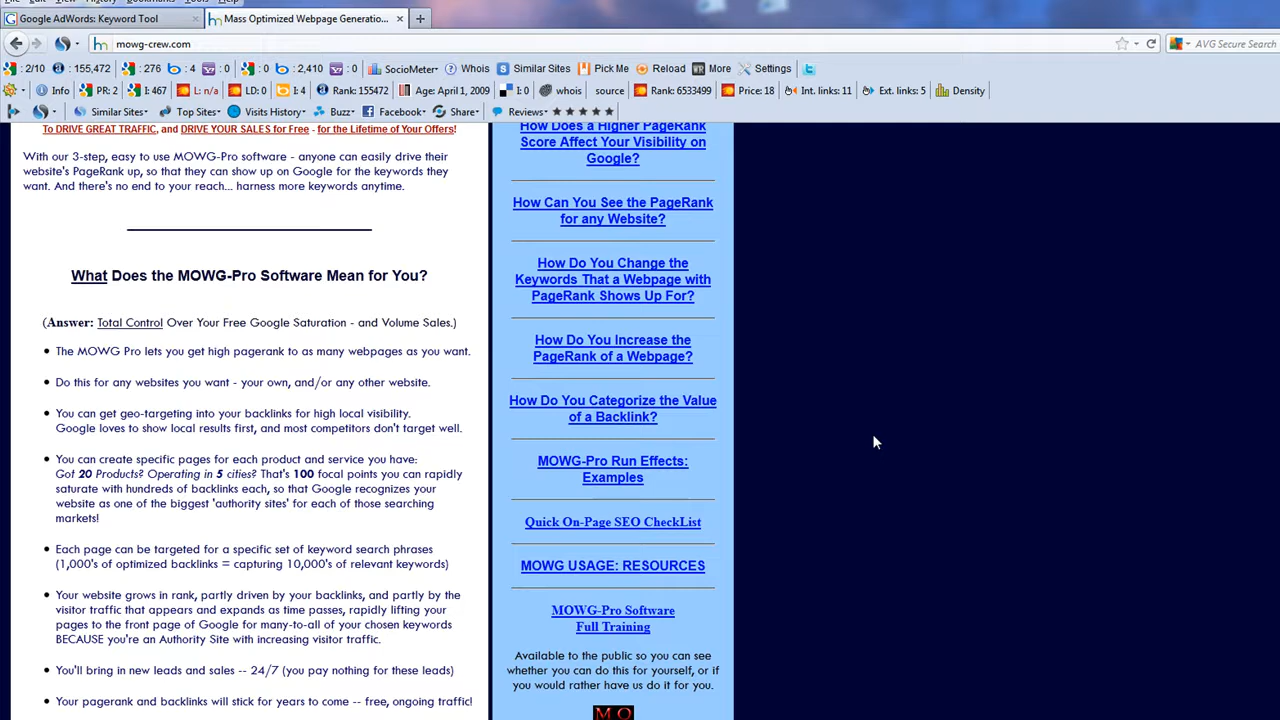 Edit View History Bookmarks Tools Help
Google AdWords: Keyword Tool
Mass Optimized Webpage Generatio...
mowg-crew.com
AVG Secure Search
: 2/10 : 155,472 : 276 : 4 : 0 : 0 : 2,410 : 0 SocioMeter Whois Similar Sites Pick Me Reload More Settings
Info PR: 2 I: 467 L: n/a LD: 0 I: 4 Rank: 155472 Age: April 1, 2009 I: 0 whois source Rank: 6533499 Price: 18 Int. links: 11 Ext. links: 5 Density
Similar Sites Top Sites Visits History Buzz Facebook Share Reviews
To DRIVE GREAT TRAFFIC, and DRIVE YOUR SALES for Free - for the Lifetime of Your Offers!
With our 3-step, easy to use MOWG-Pro software - anyone can easily drive their
website's PageRank up, so that they can show up on Google for the keywords they
want. And there's no end to your reach... harness more keywords anytime.
What Does the MOWG-Pro Software Mean for You?
(Answer: Total Control Over Your Free Google Saturation - and Volume Sales.)
The MOWG Pro lets you get high pagerank to as many webpages as you want.
Do this for any websites you want - your own, and/or any other website.
You can get geo-targeting into your backlinks for high local visibility.
Google loves to show local results first, and most competitors don't target well.
You can create specific pages for each product and service you have:
Got 20 Products? Operating in 5 cities? That's 100 focal points you can rapidly
saturate with hundreds of backlinks each, so that Google recognizes your
website as one of the biggest 'authority sites' for each of those searching
markets!
Each page can be targeted for a specific set of keyword search phrases
(1,000's of optimized backlinks = capturing 10,000's of relevant keywords)
Your website grows in rank, partly driven by your backlinks, and partly by the
visitor traffic that appears and expands as time passes, rapidly lifting your
pages to the front page of Google for many-to-all of your chosen keywords
BECAUSE you're an Authority Site with increasing visitor traffic.
You'll bring in new leads and sales -- 24/7 (you pay nothing for these leads)
Your pagerank and backlinks will stick for years to come -- free, ongoing traffic!
How Does a Higher PageRank
Score Affect Your Visibility on
Google?
How Can You See the PageRank
for any Website?
How Do You Change the
Keywords That a Webpage with
PageRank Shows Up For?
How Do You Increase the
PageRank of a Webpage?
How Do You Categorize the Value
of a Backlink?
MOWG-Pro Run Effects:
Examples
Quick On-Page SEO CheckList
MOWG USAGE: RESOURCES
MOWG-Pro Software
Full Training
Available to the public so you can see
whether you can do this for yourself, or if
you would rather have us do it for you.
M O